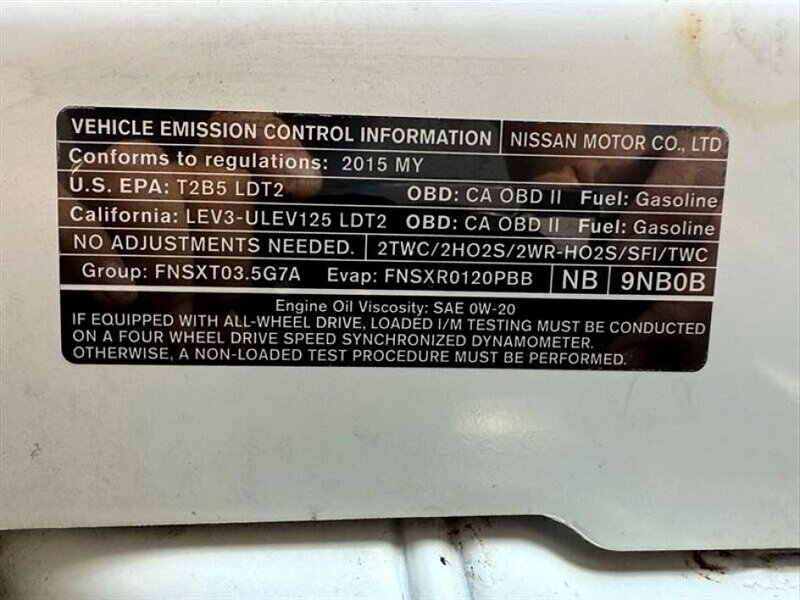 VEHICLE EMISSION CONTROL INFORMATION NISSAN MOTOR CO., LTD
Conforms to regulations: 2015 MY
U.S. EPA: T2B5 LDT2 OBD: CA OBD II Fuel: Gasoline
California: LEV3-ULEV125 LDT2 OBD: CA OBD II Fuel: Gasoline
NO ADJUSTMENTS NEEDED. 2TWC/2HO2S/2WR-HO2S/SFI/TWC
Group: FNSXT03.5G7A Evap: FNSXR0120PBB NB 9NB0B
Engine Oil Viscosity: SAE 0W-20
IF EQUIPPED WITH ALL-WHEEL DRIVE, LOADED I/M TESTING MUST BE CONDUCTED
ON A FOUR WHEEL DRIVE SPEED SYNCHRONIZED DYNAMOMETER.
OTHERWISE, A NON-LOADED TEST PROCEDURE MUST BE PERFORMED.